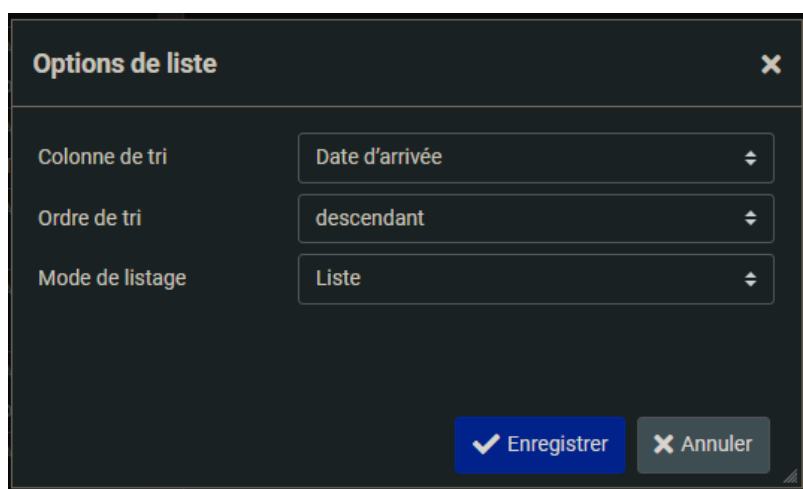 Options de liste
Colonne de tri Date d’arrivée
Ordre de tri descendant
Mode de listage Liste
Enregistrer Annuler